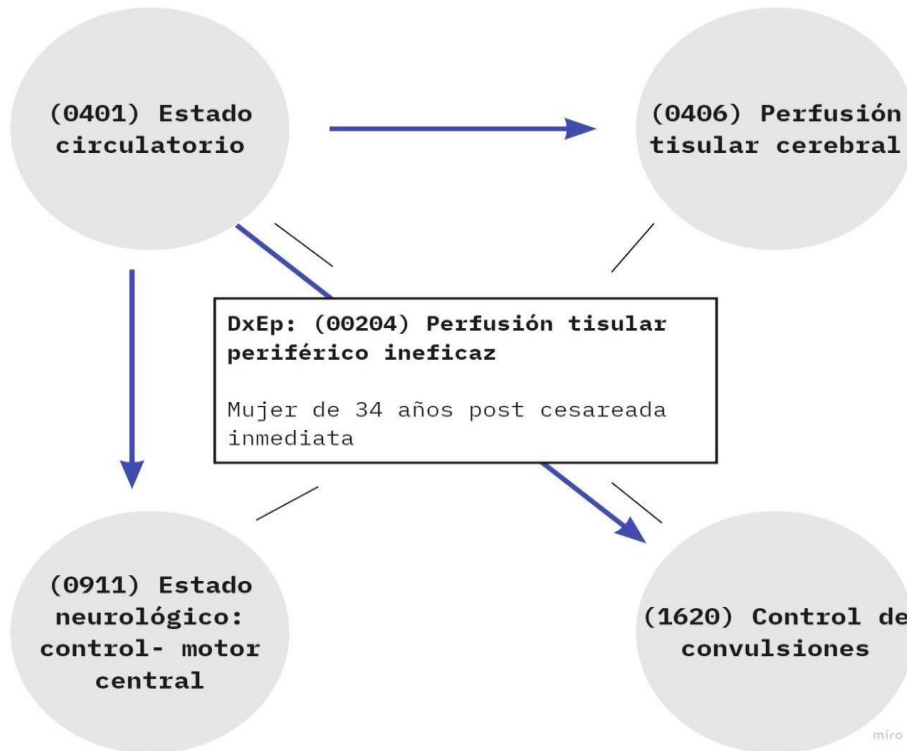 (0401) Estado
circulatorio
(0406) Perfusión
tisular cerebral
DxEp: (00204) Perfusión tisular
periférico ineficaz
Mujer de 34 años post cesareada
inmediata
(0911) Estado
neurológico:
control- motor
central
(1620) Control de
convulsiones
miro